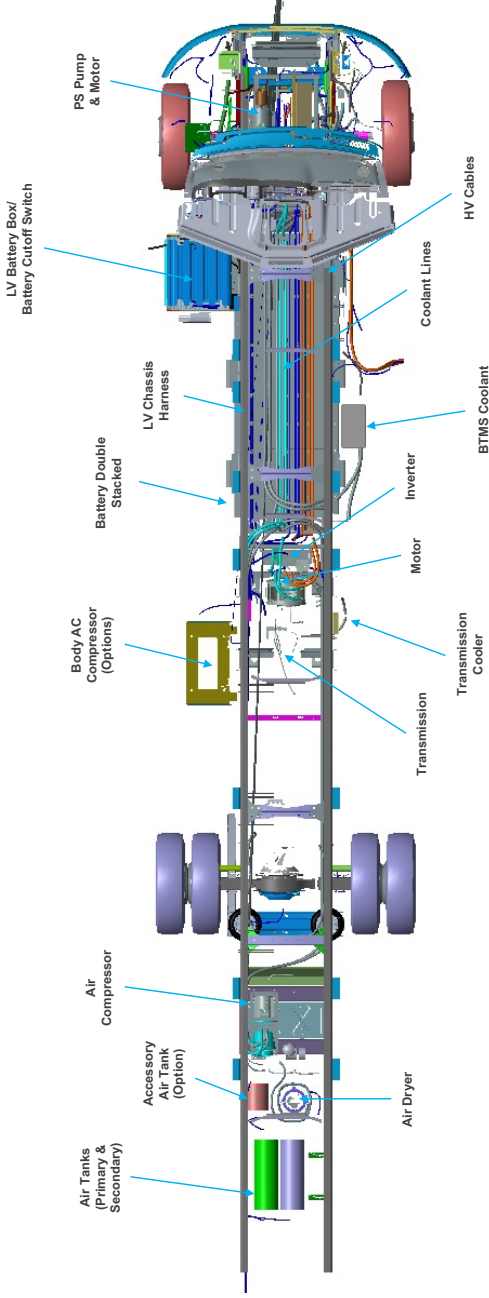 Air Tanks
(Primary &
Secondary)
Accessory
Air Tank
(Option)
Air
Compressor
Body AC
Compressor
(Options)
Battery Double
Stacked
LV Chassis
Harness
LV Battery Box/
Battery Cutoff Switch
PS Pump
& Motor
Air Dryer
Transmission
Transmission
Cooler
Motor
Inverter
BTMS Coolant
Coolant Lines
HV Cables